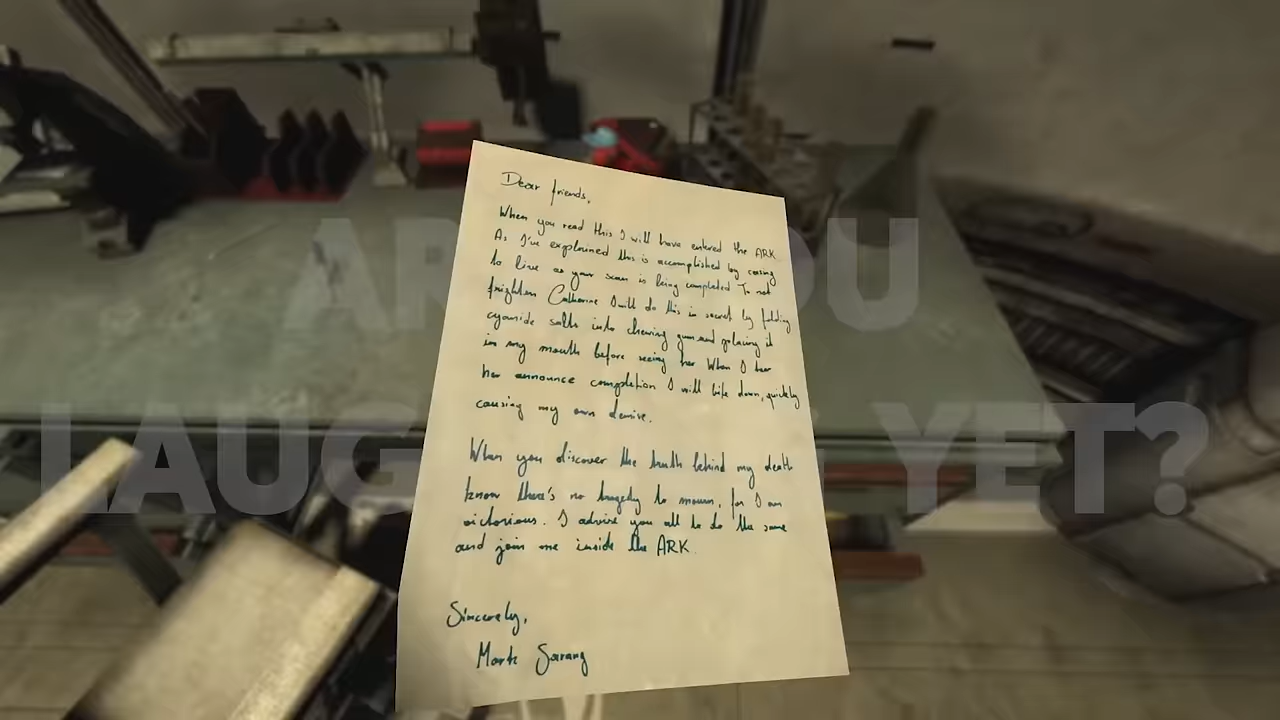 Dear friends,
When you read this I will have entered the ARK.
As I've explained this is accomplished by ceasing
to live as your scan is being completed. To not
frighten Catherine I will do this in secret by folding
cyanide salts into chewing gum and placing it
in my mouth before seeing her. When I hear
her announce completion I will bite down, quickly
causing my own demise.
When you discover the truth behind my death
know there's no tragedy to mourn, for I am
victorious. I advise you all to do the same
and join me inside the ARK.
Sincerely,
Mark Sarang
ARE YOU
LAUGHING YET?